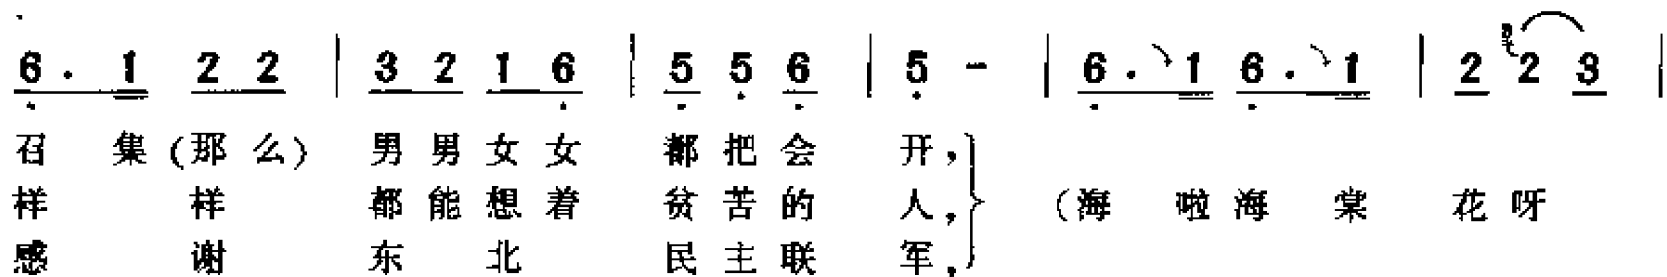 6 . 1 2 2 | 3 2 1 6 | 5 5 6 | 5 - | 6 . 1 6 . 1 | 2 2 3 |
召 集 (那 么) 男 男 女 女 都 把 会 开,
样 样 都 能 想 着 贫 苦 的 人, (海 啦 海 棠 花 呀
感 谢 东 北 民 主 联 军,